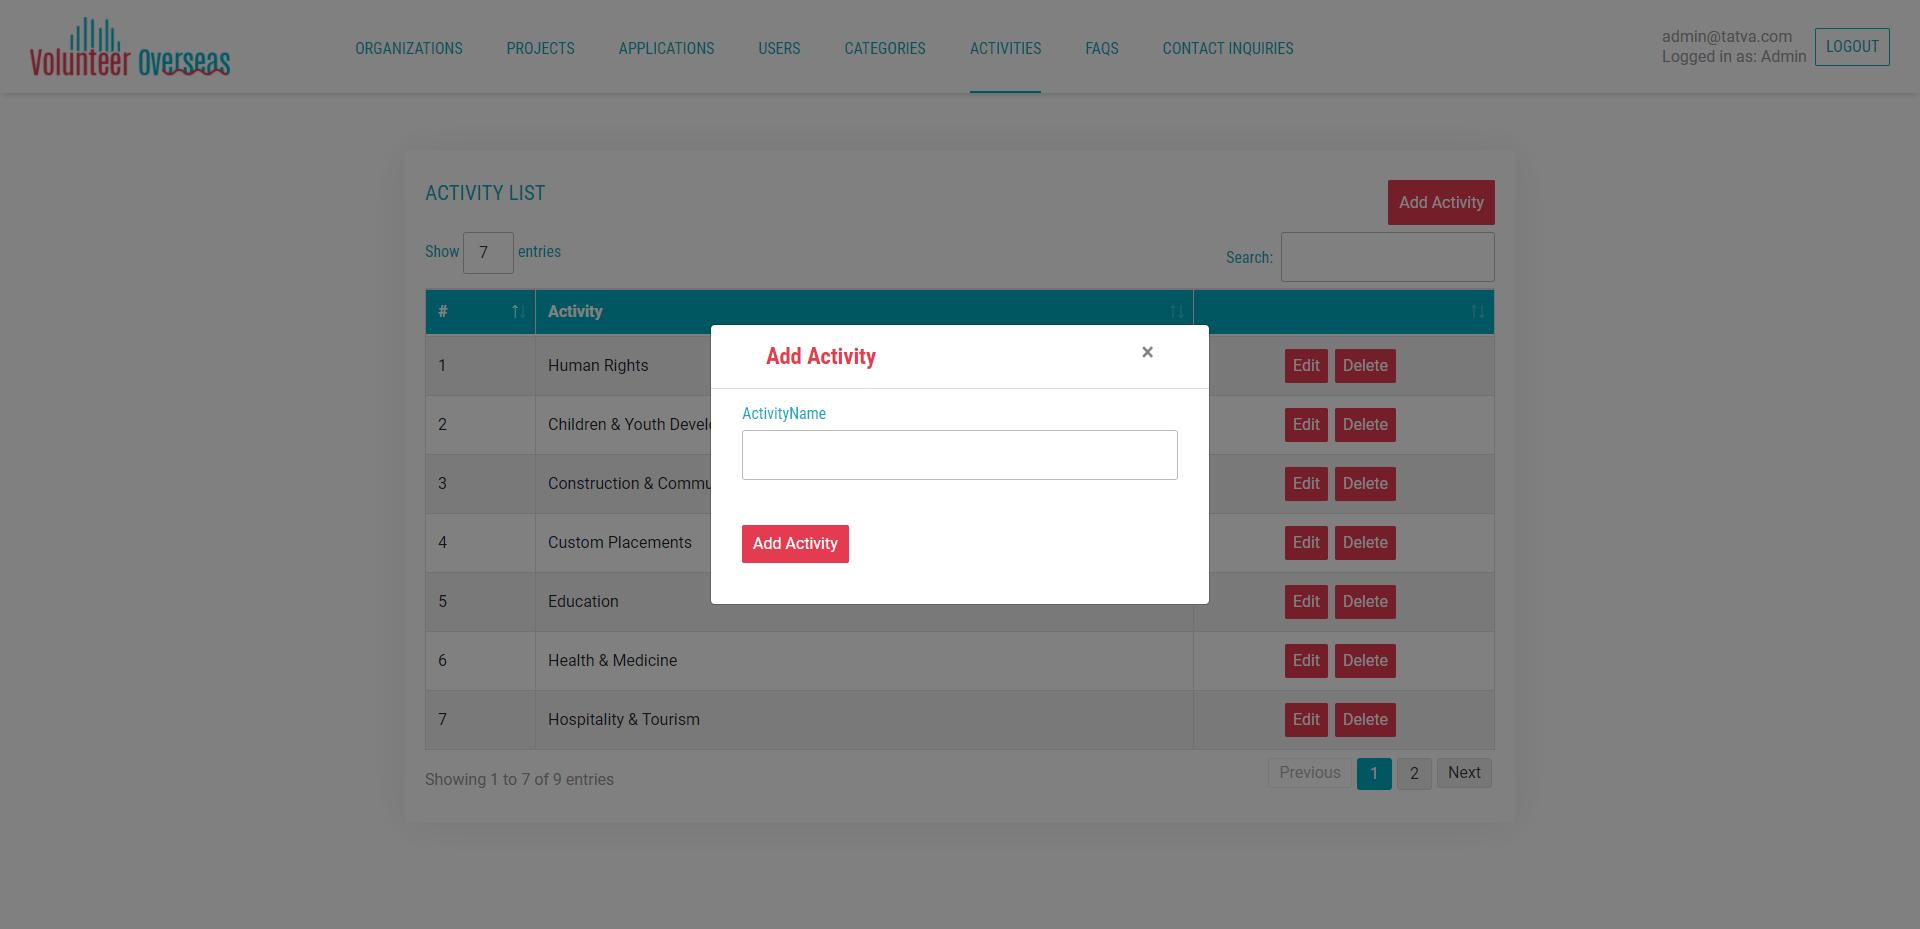 Volunteer Overseas
ORGANIZATIONS PROJECTS APPLICATIONS USERS CATEGORIES ACTIVITIES FAQS CONTACT INQUIRIES
admin@tatva.com
Logged in as: Admin
LOGOUT
ACTIVITY LIST
Add Activity
Show 7 entries
Search:
# Activity
1 Human Rights Edit Delete
2 Children & Youth Develo Edit Delete
3 Construction & Commu Edit Delete
4 Custom Placements Edit Delete
5 Education Edit Delete
6 Health & Medicine Edit Delete
7 Hospitality & Tourism Edit Delete
Showing 1 to 7 of 9 entries
Previous 1 2 Next
Add Activity ×
ActivityName
Add Activity